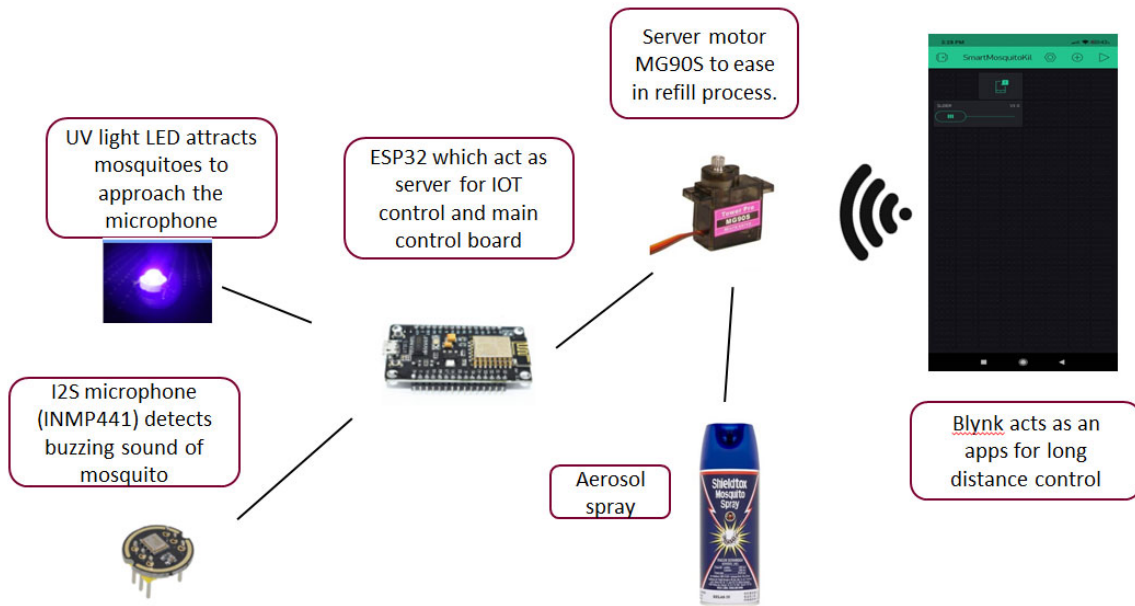 Server motor
MG90S to ease
in refill process.
UV light LED attracts
mosquitoes to
approach the
microphone
ESP32 which act as
server for IOT
control and main
control board
Tower Pro
MG90S
SmartMosquitoKit
I2S microphone
(INMP441) detects
buzzing sound of
mosquito
Aerosol
spray
Shieldtox
Mosquito
Spray
Blynk acts as an
apps for long
distance control